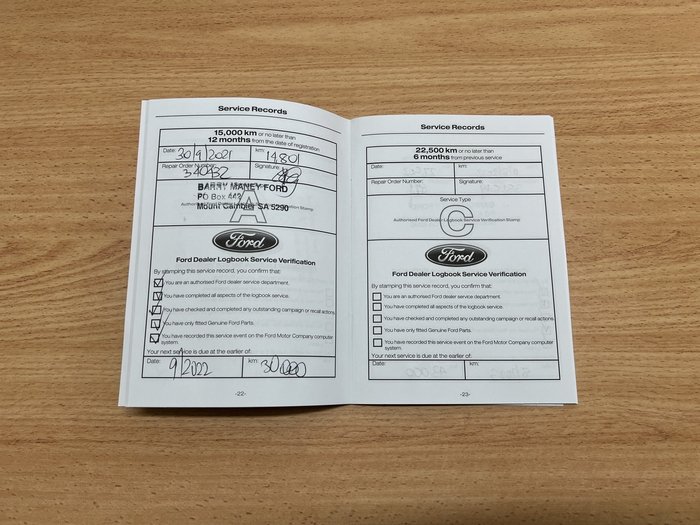 Service Records
15,000 km or no later than
12 months from the date of registration
Date: 30/9/2021 km: 14801
Repair Order Number: 340432 Signature:
BARRY MANEY FORD
PO Box 442
A
Authorised Ford Dealer Logbook Service Verification Stamp
Mount Gambier SA 5290
Ford
Ford Dealer Logbook Service Verification
By stamping this service record, you confirm that:
You are an authorised Ford dealer service department.
You have completed all aspects of the logbook service.
You have checked and completed any outstanding campaign or recall actions.
You have only fitted Genuine Ford Parts.
You have recorded this service event on the Ford Motor Company computer
system.
Your next service is due at the earlier of:
Date: 9/2022 km: 30,000
-22-
Service Records
22,500 km or no later than
6 months from previous service
Date: km:
Repair Order Number: Signature:
Service Type
C
Authorised Ford Dealer Logbook Service Verification Stamp
Ford
Ford Dealer Logbook Service Verification
By stamping this service record, you confirm that:
You are an authorised Ford dealer service department.
You have completed all aspects of the logbook service.
You have checked and completed any outstanding campaign or recall actions.
You have only fitted Genuine Ford Parts.
You have recorded this service event on the Ford Motor Company computer
system.
Your next service is due at the earlier of:
Date: km:
-23-